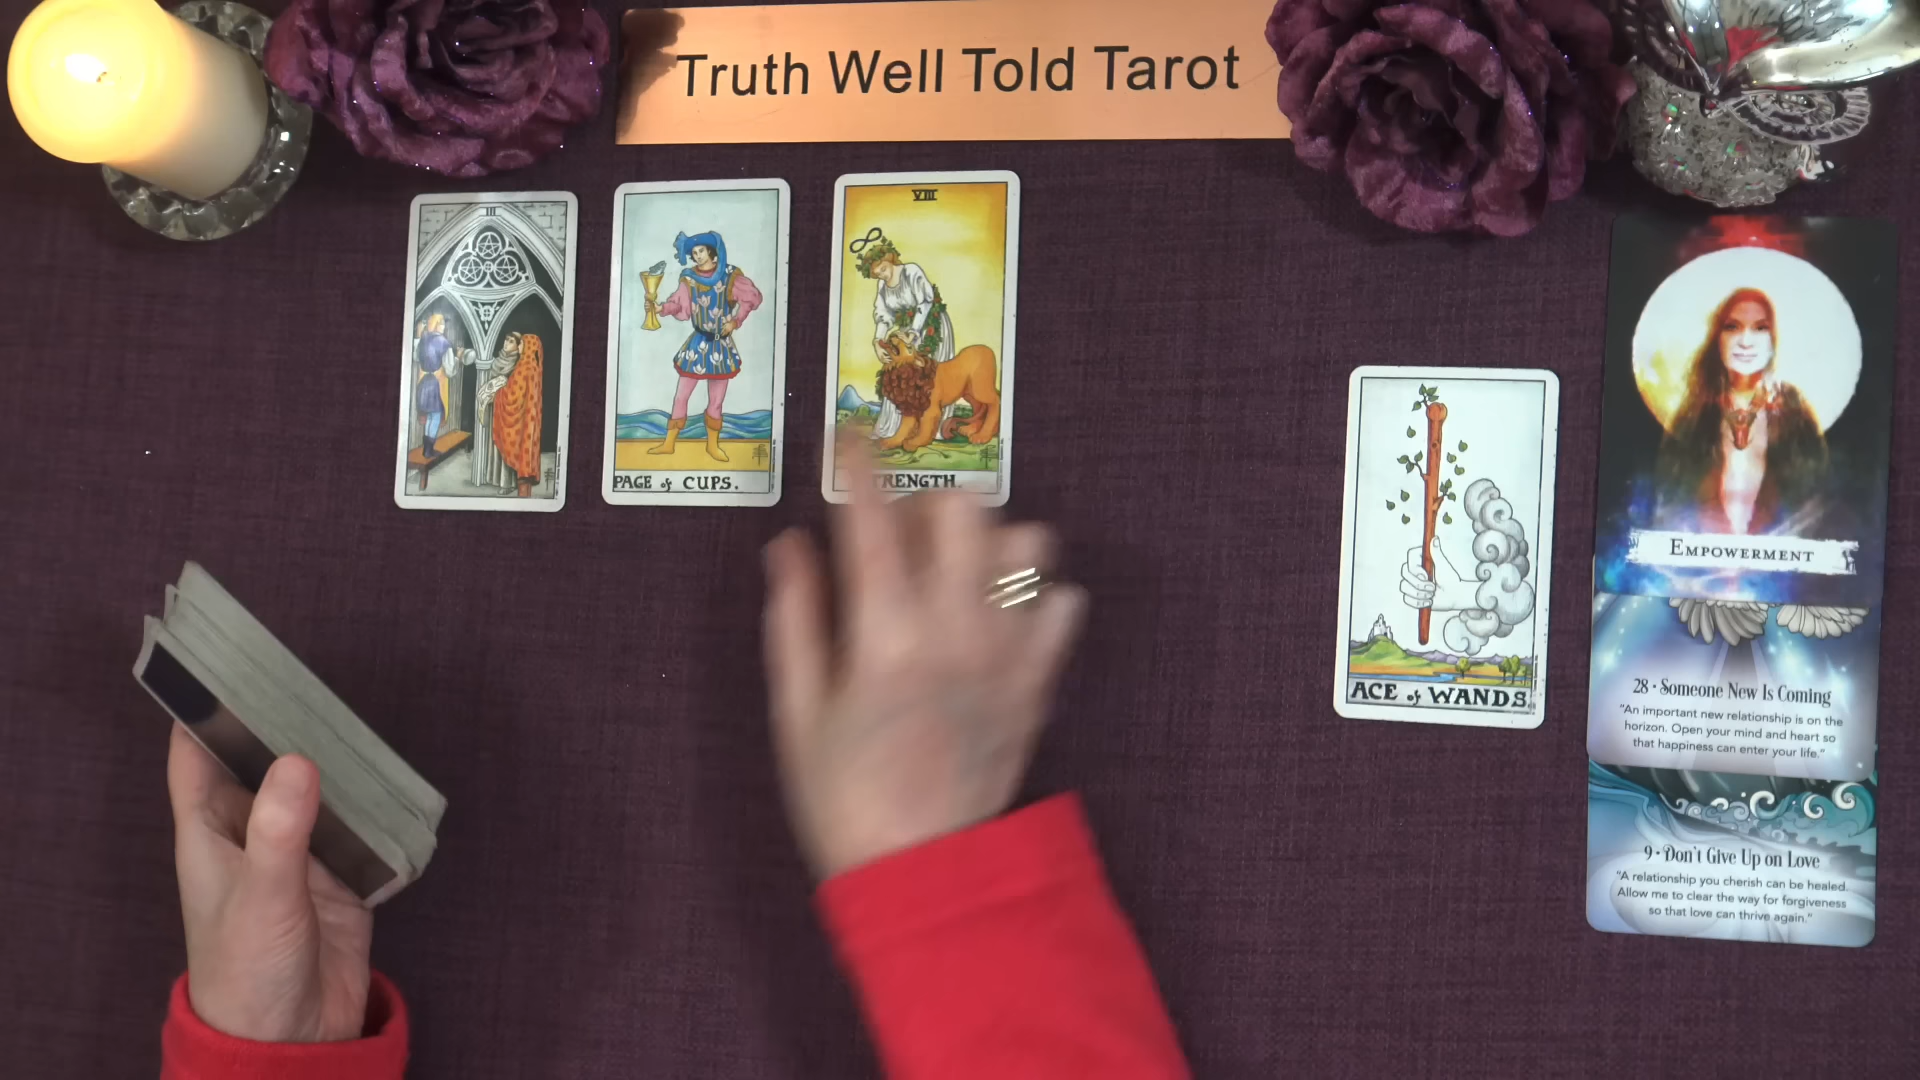 Truth Well Told Tarot
III
PAGE of CUPS.
VIII
TRENGTH.
ACE of WANDS.
EMPOWERMENT
28 • Someone New Is Coming
"An important new relationship is on the
horizon. Open your mind and heart so
that happiness can enter your life."
9 • Don't Give Up on Love
"A relationship you cherish can be healed.
Allow me to clear the way for forgiveness
so that love can thrive again."